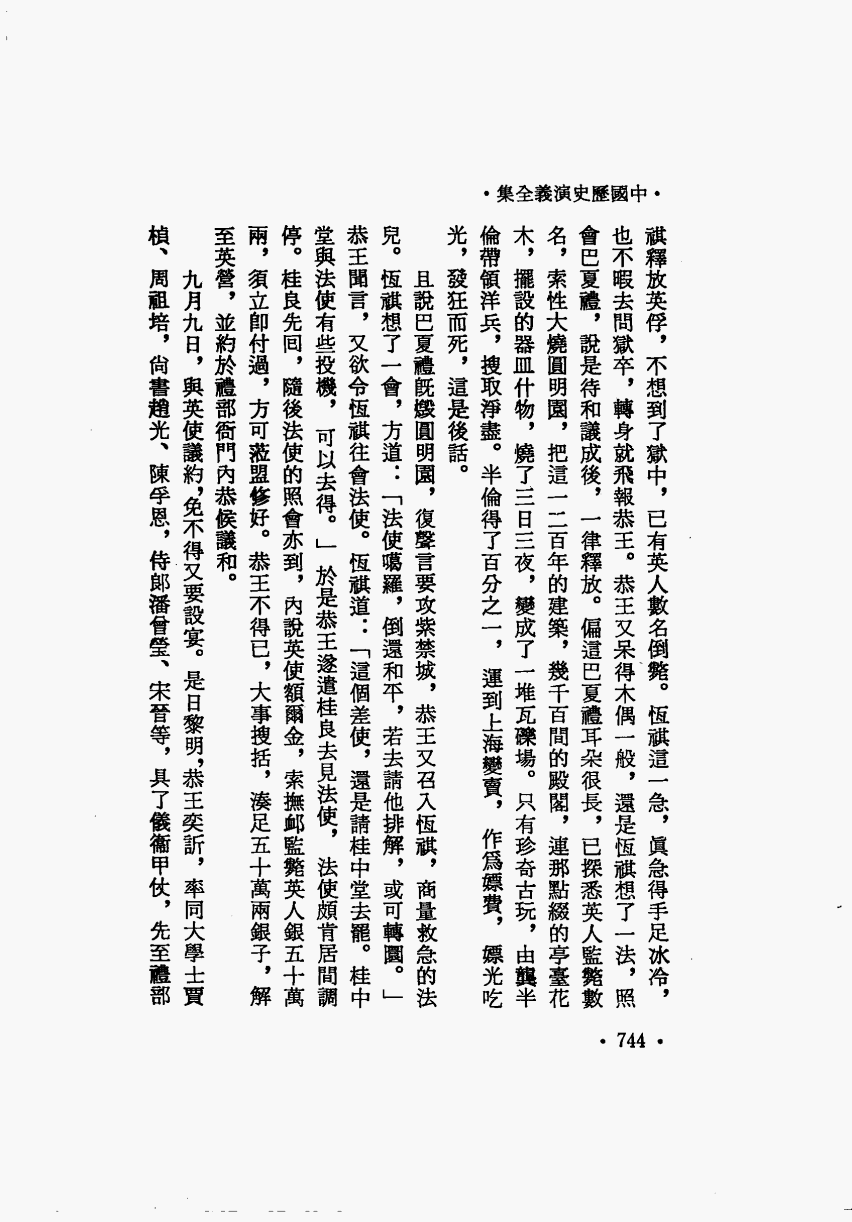 ·中國歷史演義全集·
祺釋放英俘，不想到了獄中，已有英人數名倒斃。恆祺這一急，眞急得手足冰冷，
也不暇去問獄卒，轉身就飛報恭王。恭王又呆得木偶一般，還是恆祺想了一法，照
會巴夏禮，說是待和議成後，一律釋放。偏這巴夏禮耳朶很長，已探悉英人監斃數
名，索性大燒圓明園，把這一二百年的建築，幾千百間的殿閣，連那點綴的亭臺花
木，擺設的器皿什物，燒了三日三夜，變成了一堆瓦礫場。只有珍奇古玩，由龔半
倫帶領洋兵，搜取淨盡。半倫得了百分之一，運到上海變賣，作爲嫖費，嫖光吃
光，發狂而死，這是後話。
且說巴夏禮旣燬圓明園，復聲言要攻紫禁城，恭王又召入恆祺，商量救急的法
兒。恆祺想了一會，方道：「法使噶羅，倒還和平，若去請他排解，或可轉圜。」
恭王聞言，又欲令恆祺往會法使。恆祺道：「這個差使，還是請桂中堂去罷。桂中
堂與法使有些投機，可以去得。」於是恭王遂遣桂良去見法使，法使頗肯居間調
停。桂良先回，隨後法使的照會亦到，內說英使額爾金，索撫卹監斃英人銀五十萬
兩，須立卽付過，方可蒞盟修好。恭王不得已，大事搜括，湊足五十萬兩銀子，解
至英營，並約於禮部衙門內恭候議和。
九月九日，與英使議約，免不得又要設宴。是日黎明，恭王奕訢，率同大學士賈
楨、周祖培，尙書趙光、陳孚恩，侍郞潘曾瑩、宋晉等，具了儀衞甲仗，先至禮部
·744·